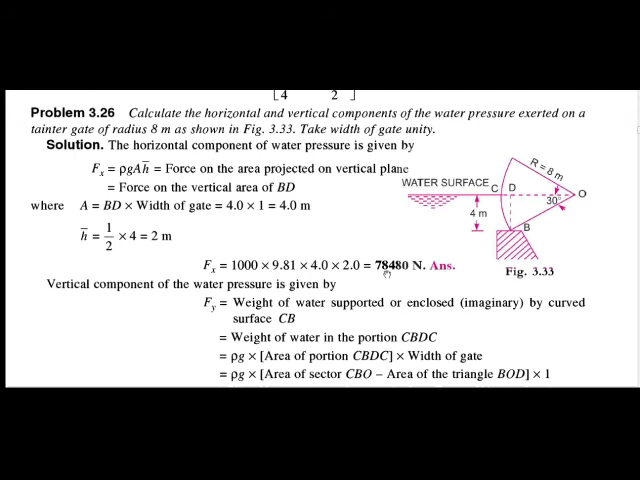 [4 2 ]
Problem 3.26 Calculate the horizontal and vertical components of the water pressure exerted on a
tainter gate of radius 8 m as shown in Fig. 3.33. Take width of gate unity.
Solution. The horizontal component of water pressure is given by
Fx = ρgAh̅ = Force on the area projected on vertical plane
= Force on the vertical area of BD
where A = BD × Width of gate = 4.0 × 1 = 4.0 m
h̅ = 1/2 × 4 = 2 m
Fx = 1000 × 9.81 × 4.0 × 2.0 = 78480 N. Ans.
R = 8 m
WATER SURFACE C D O
30°
4 m
B
Fig. 3.33
Vertical component of the water pressure is given by
Fy = Weight of water supported or enclosed (imaginary) by curved
surface CB
= Weight of water in the portion CBDC
= ρg × [Area of portion CBDC] × Width of gate
= ρg × [Area of sector CBO – Area of the triangle BOD] × 1